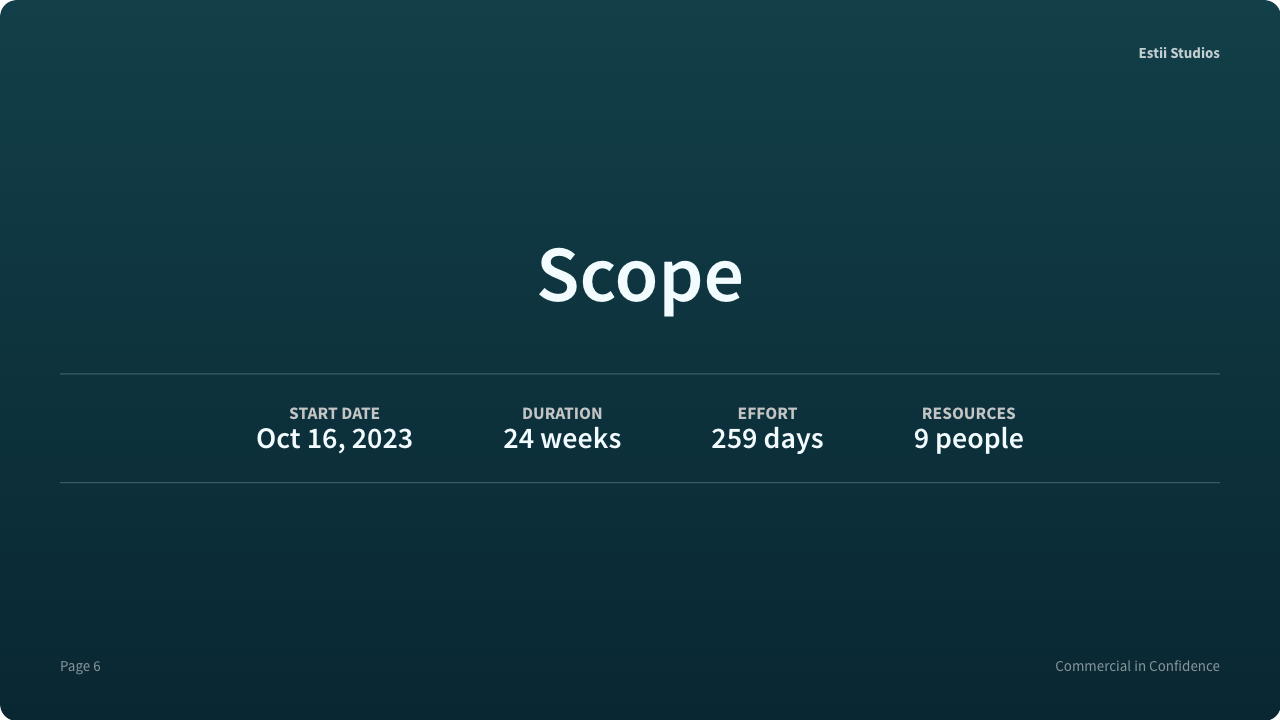 Estii Studios
Scope
START DATE
Oct 16, 2023
DURATION
24 weeks
EFFORT
259 days
RESOURCES
9 people
Page 6
Commercial in Confidence